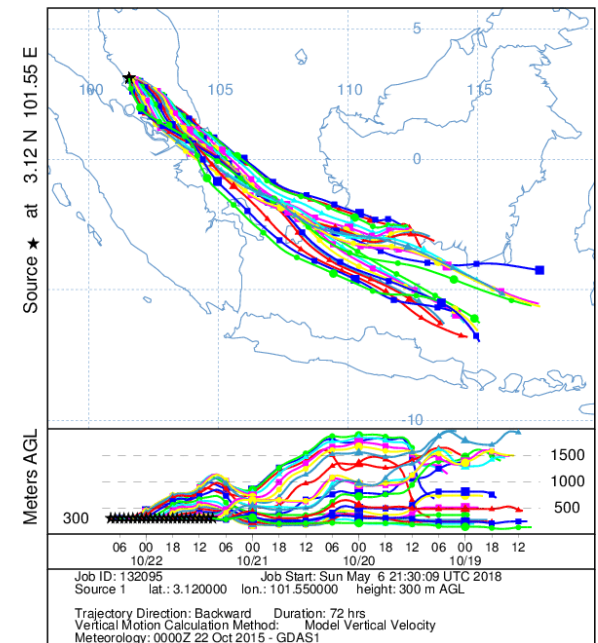 Source ★ at 3.12 N 101.55 E
5
100 105 110 115
0
-10
Meters AGL
1500
1000
500
300
06 00 18 12 06 00 18 12 06 00 18 12 06 00 18 12
10/22 10/21 10/20 10/19
Job ID: 132095 Job Start: Sun May 6 21:30:09 UTC 2018
Source 1 lat.: 3.120000 lon.: 101.550000 height: 300 m AGL
Trajectory Direction: Backward Duration: 72 hrs
Vertical Motion Calculation Method: Model Vertical Velocity
Meteorology: 0000Z 22 Oct 2015 - GDAS1